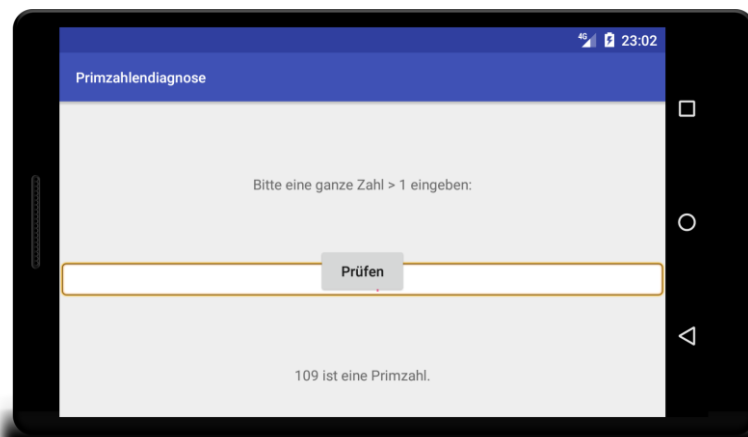 4G 23:02
Primzahlendiagnose
Bitte eine ganze Zahl > 1 eingeben:
Prüfen
109 ist eine Primzahl.